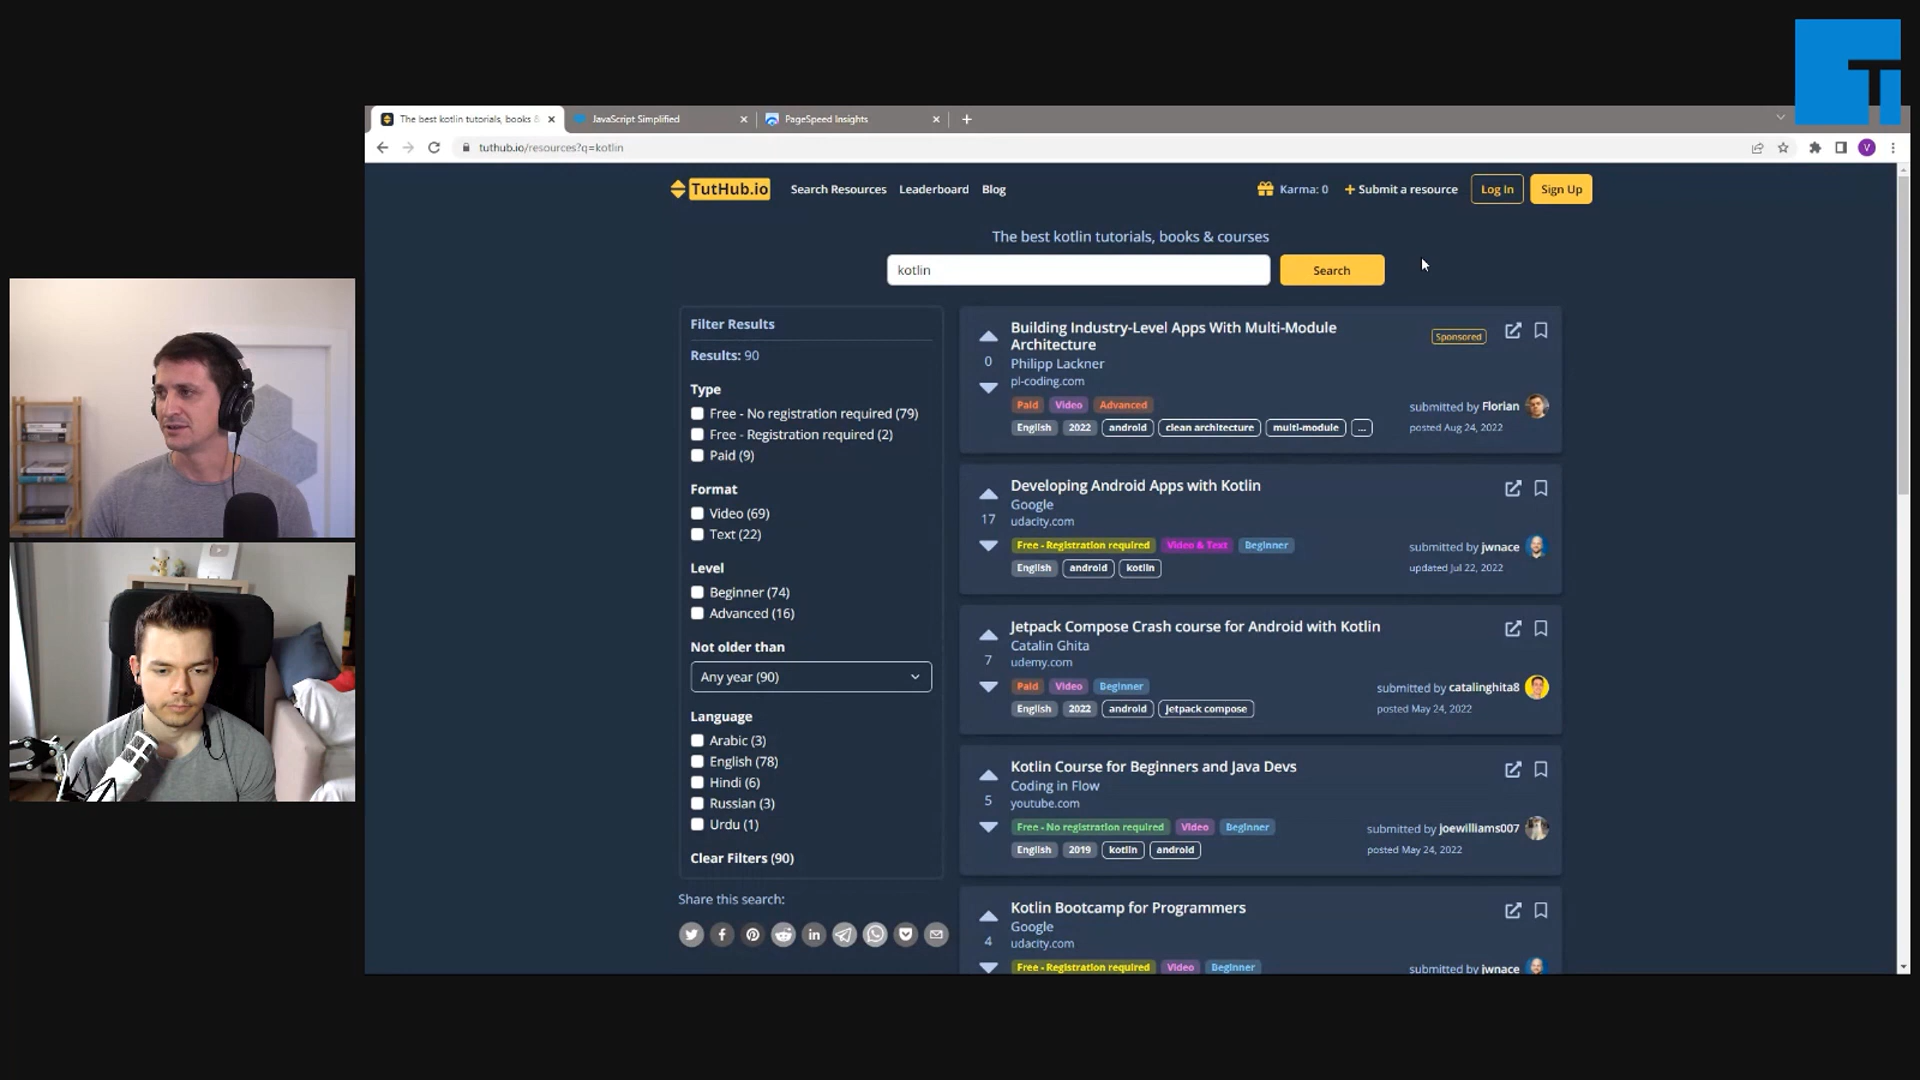 The best kotlin tutorials, books &
JavaScript Simplified
PageSpeed Insights
tuthub.io/resources?q=kotlin
V
TutHub.io
Search Resources
Leaderboard
Blog
Karma: 0
+ Submit a resource
Log In
Sign Up
The best kotlin tutorials, books & courses
kotlin
Search
Filter Results
Results: 90
Type
Free - No registration required (79)
Free - Registration required (2)
Paid (9)
Format
Video (69)
Text (22)
Level
Beginner (74)
Advanced (16)
Not older than
Any year (90)
Language
Arabic (3)
English (78)
Hindi (6)
Russian (3)
Urdu (1)
Clear Filters (90)
Share this search:
Building Industry-Level Apps With Multi-Module
Architecture
Sponsored
0
Philipp Lackner
pl-coding.com
Paid Video Advanced
submitted by Florian
English 2022 android clean architecture multi-module ...
posted Aug 24, 2022
Developing Android Apps with Kotlin
Google
17
udacity.com
Free - Registration required Video & Text Beginner
submitted by jwnace
English android kotlin
updated Jul 22, 2022
Jetpack Compose Crash course for Android with Kotlin
Catalin Ghita
7
udemy.com
Paid Video Beginner
submitted by catalinghita8
English 2022 android jetpack compose
posted May 24, 2022
Kotlin Course for Beginners and Java Devs
Coding in Flow
5
youtube.com
Free - No registration required Video Beginner
submitted by joewilliams007
English 2019 kotlin android
posted May 24, 2022
Kotlin Bootcamp for Programmers
Google
4
udacity.com
Free - Registration required Video Beginner
submitted by jwnace